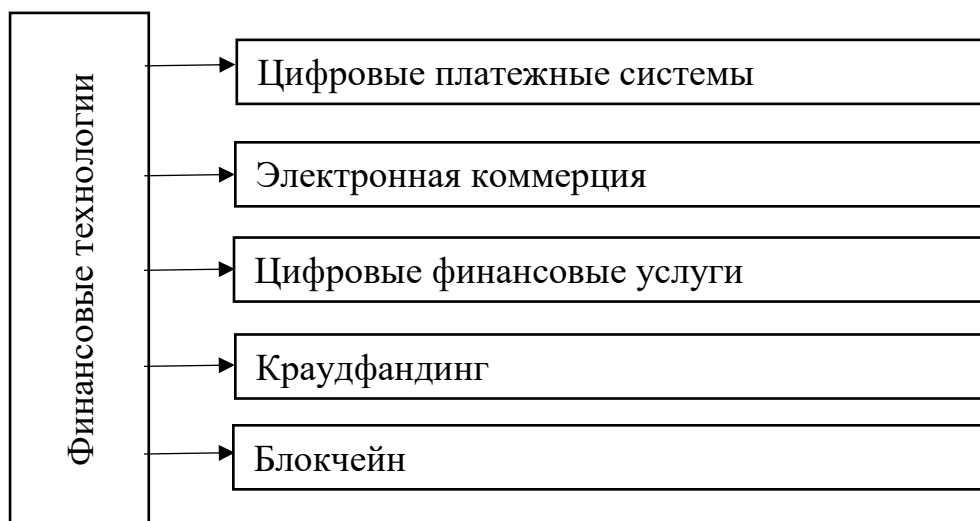 Финансовые технологии
Цифровые платежные системы
Электронная коммерция
Цифровые финансовые услуги
Краудфандинг
Блокчейн